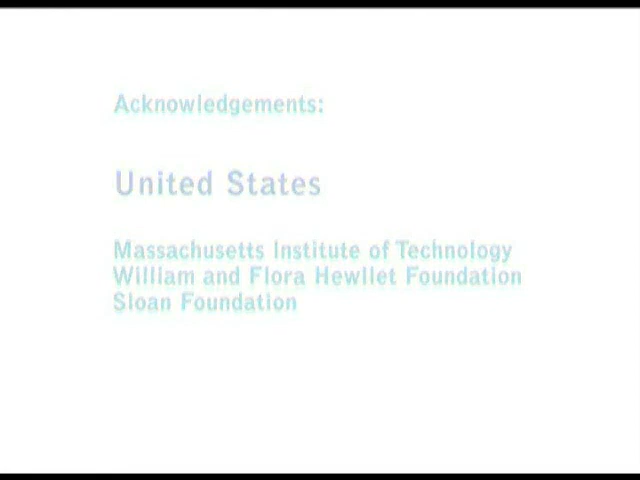 Acknowledgements:
United States
Massachusetts Institute of Technology
William and Flora Hewllet Foundation
Sloan Foundation